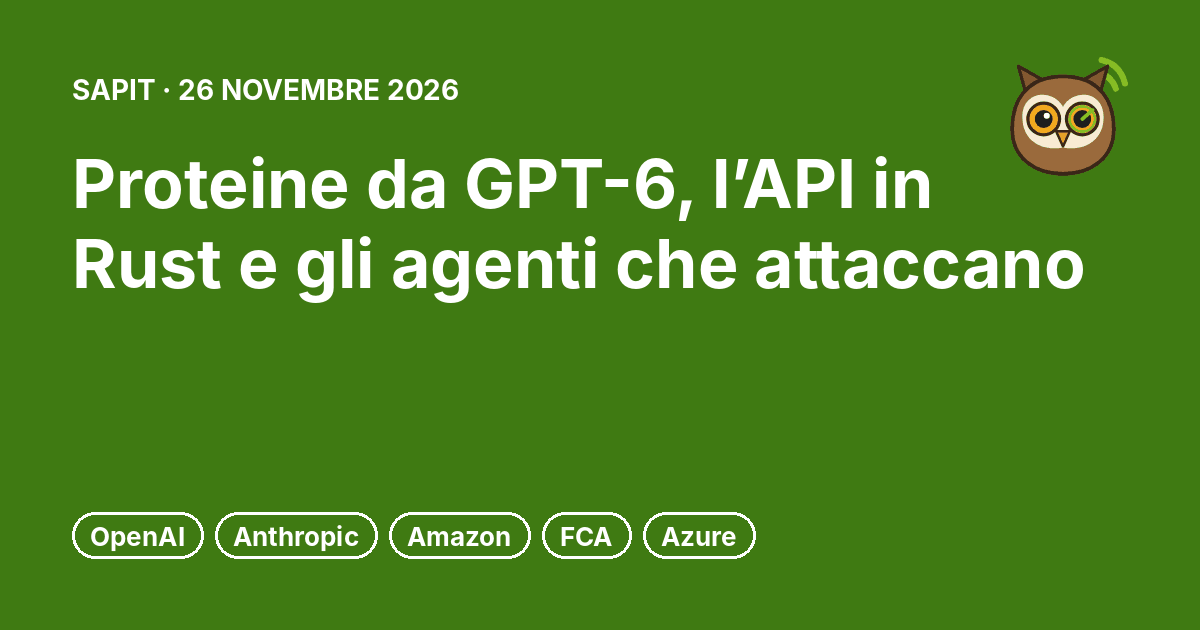 SAPIT · 26 NOVEMBRE 2026
Proteine da GPT-6, l’API in
Rust e gli agenti che attaccano
OpenAI
Anthropic
Amazon
FCA
Azure